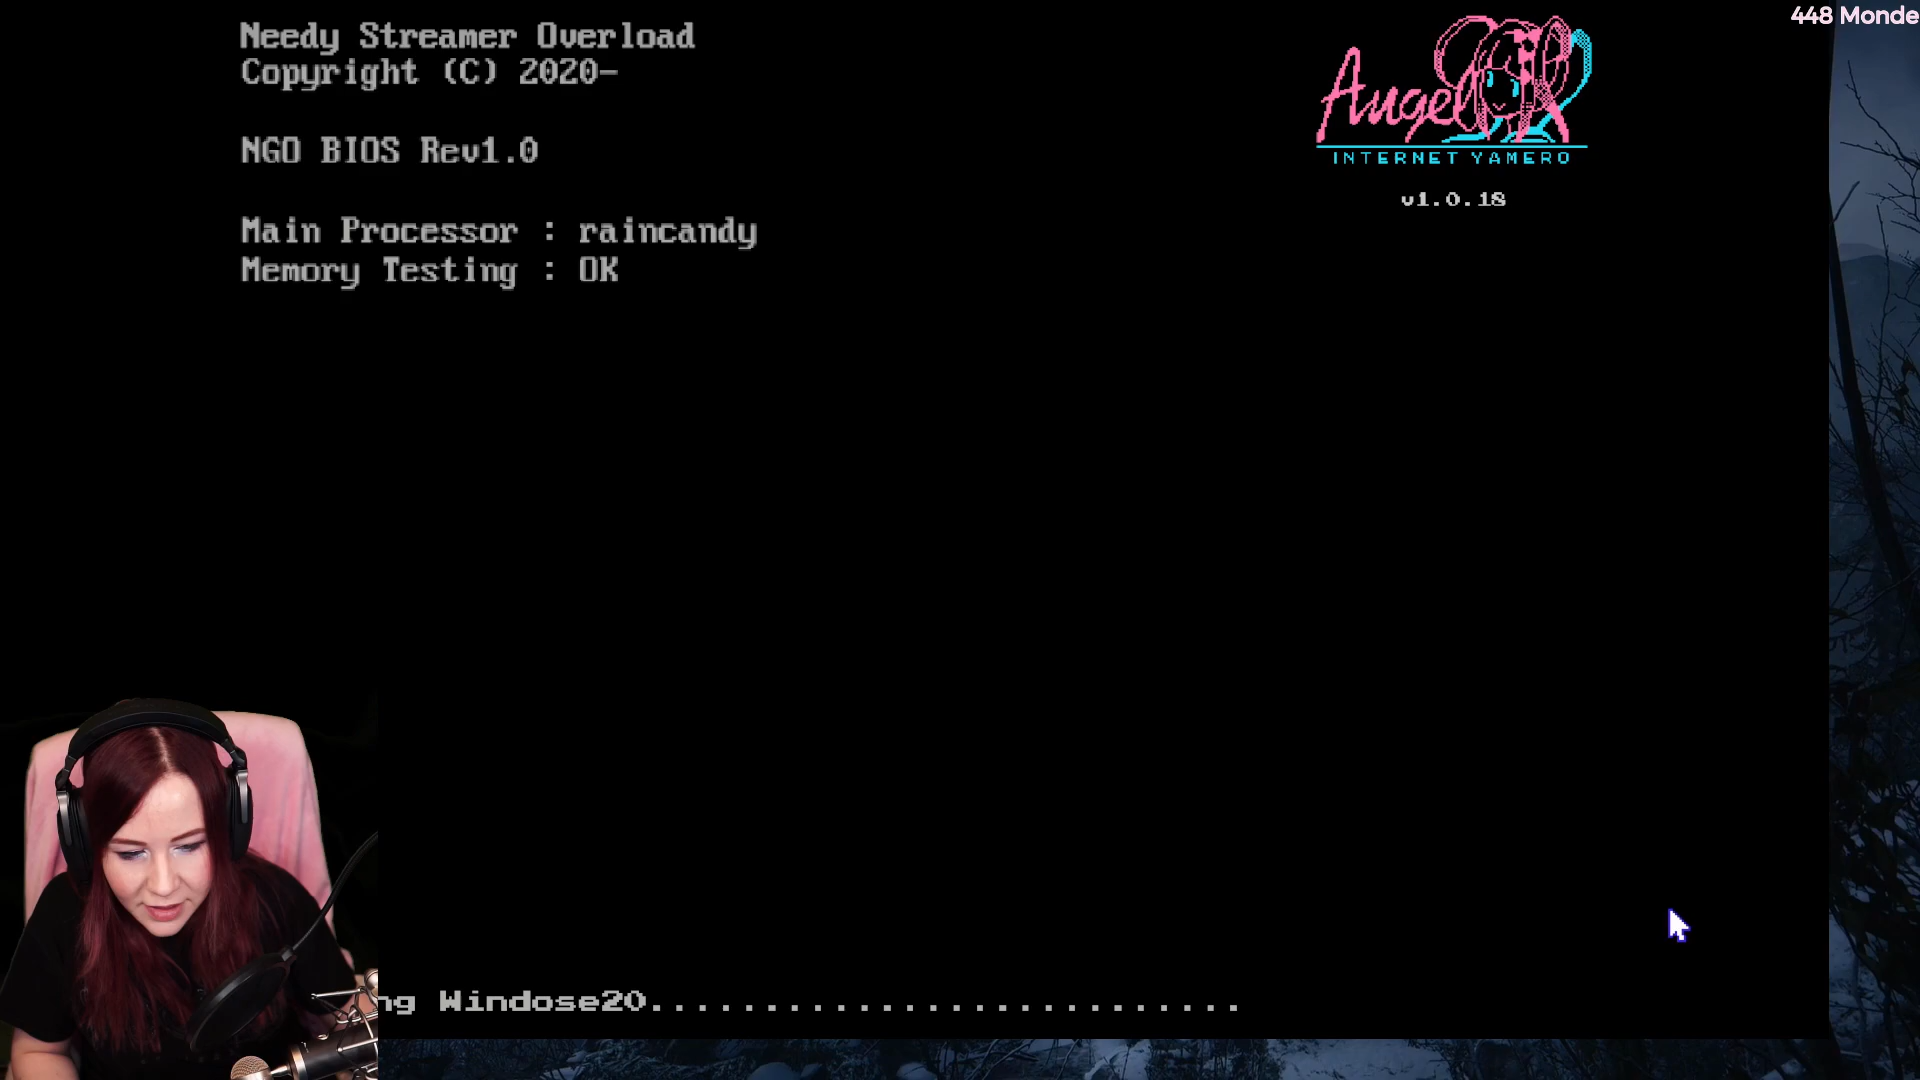 Needy Streamer Overload
Copyright (C) 2020-
NGO BIOS Rev1.0
Main Processor : raincandy
Memory Testing : OK
Angel
INTERNET YAMERO
v1.0.18
448 Monde
ng Windose20..........................